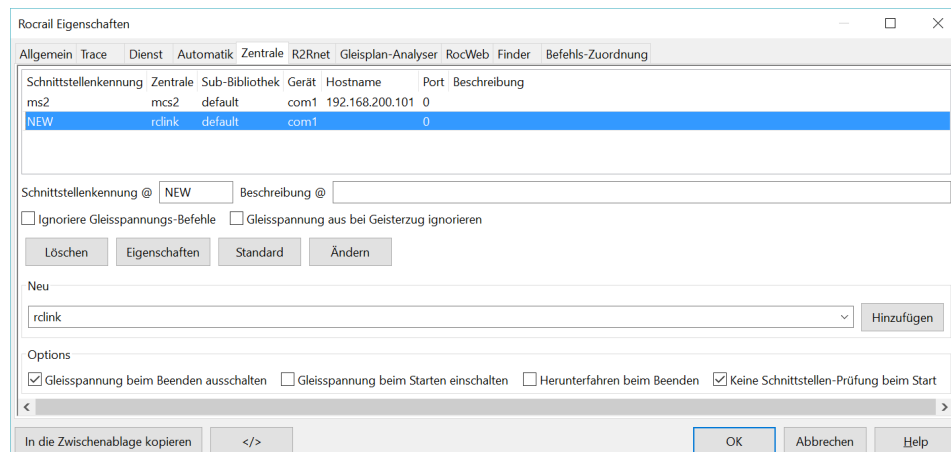 Rocrail Eigenschaften
Allgemein Trace Dienst Automatik Zentrale R2Rnet Gleisplan-Analyser RocWeb Finder Befehls-Zuordnung
Schnittstellenkennung Zentrale Sub-Bibliothek Gerät Hostname Port Beschreibung
ms2 mcs2 default com1 192.168.200.101 0
NEW rclink default com1 0
Schnittstellenkennung @ NEW Beschreibung @
Ignoriere Gleisspannungs-Befehle Gleisspannung aus bei Geisterzug ignorieren
Löschen Eigenschaften Standard Ändern
Neu
rclink Hinzufügen
Options
Gleisspannung beim Beenden ausschalten Gleisspannung beim Starten einschalten Herunterfahren beim Beenden Keine Schnittstellen-Prüfung beim Start
In die Zwischenablage kopieren </> OK Abbrechen Help